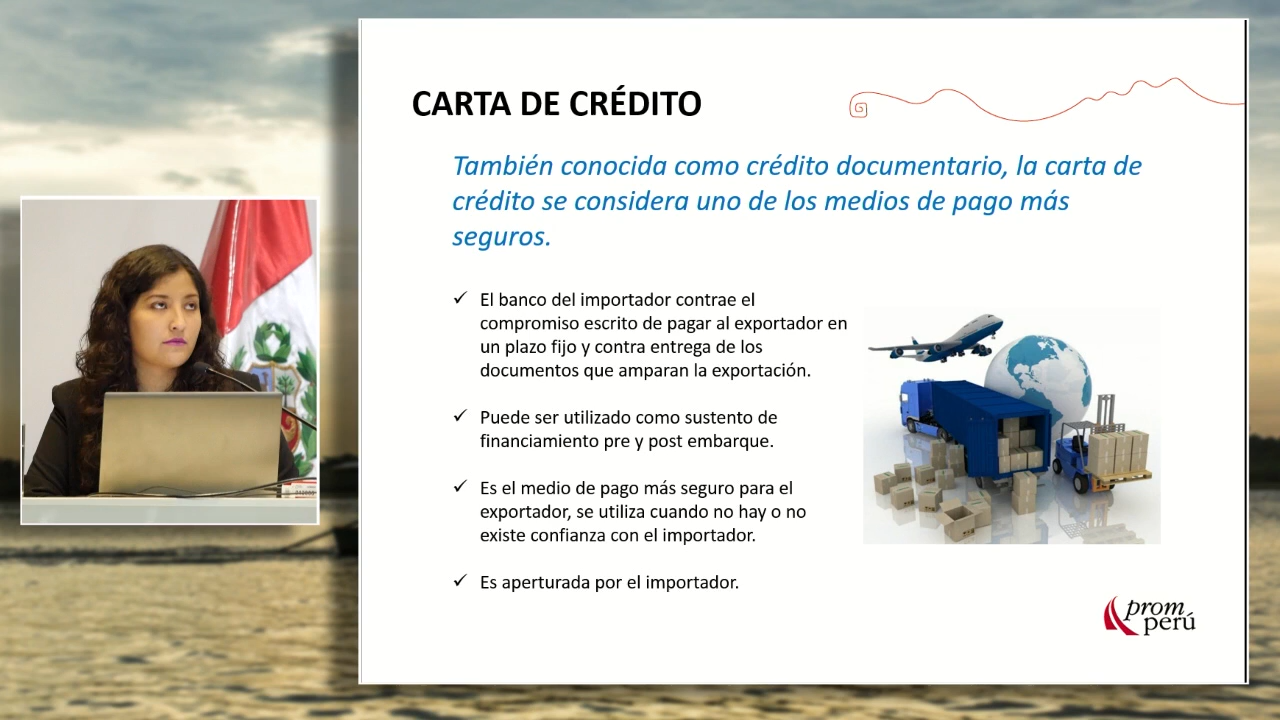 CARTA DE CRÉDITO
También conocida como crédito documentario, la carta de
crédito se considera uno de los medios de pago más
seguros.
✓ El banco del importador contrae el
compromiso escrito de pagar al exportador en
un plazo fijo y contra entrega de los
documentos que amparan la exportación.
✓ Puede ser utilizado como sustento de
financiamiento pre y post embarque.
✓ Es el medio de pago más seguro para el
exportador, se utiliza cuando no hay o no
existe confianza con el importador.
✓ Es aperturada por el importador.
prom
perú